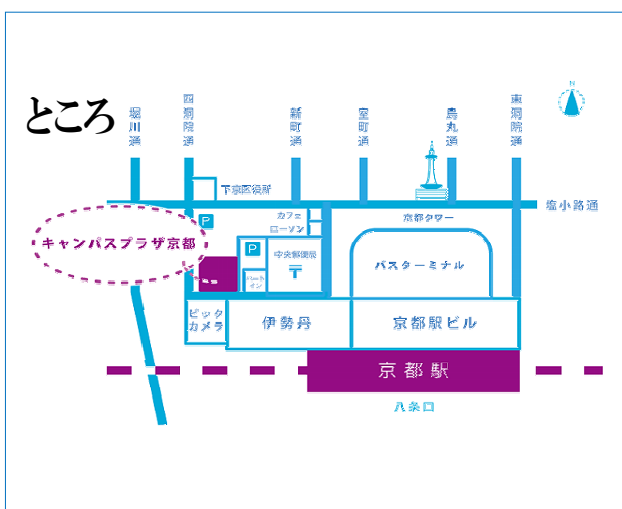 ところ
堀川通
西洞院通
新町通
室町通
烏丸通
東洞院通
N
下京区役所
塩小路通
P
カフェ
ローソン
京都タワー
キャンパスプラザ京都
P
中央郵便局
〒
バスターミナル
ビック
カメラ
伊勢丹
京都駅ビル
京都駅
八条口